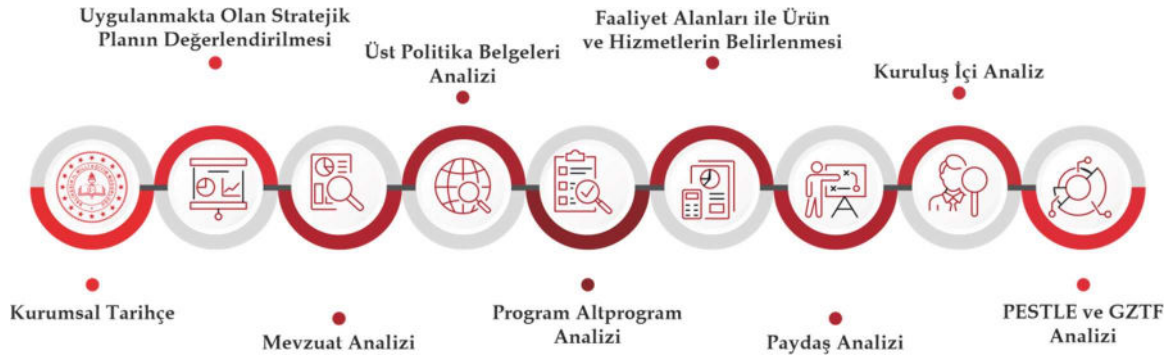 Uygulanmakta Olan Stratejik
Planın Değerlendirilmesi
Üst Politika Belgeleri
Analizi
Faaliyet Alanları ile Ürün
ve Hizmetlerin Belirlenmesi
Kuruluş İçi Analiz
Kurumsal Tarihçe
Mevzuat Analizi
Program Altprogram
Analizi
Paydaş Analizi
PESTLE ve GZTF
Analizi